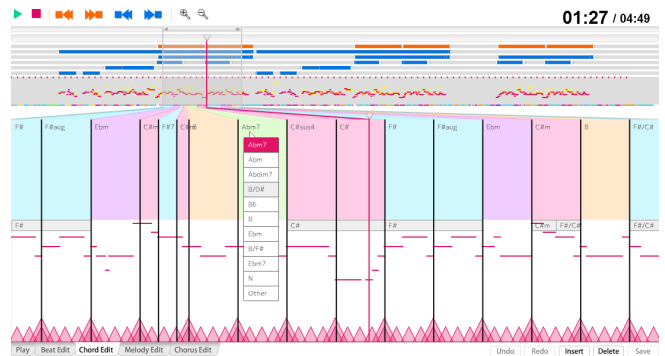 01:27 / 04:49
F# F#aug Ebm C#m F#7 B Abm7 C#sus4 C# F# F#aug Ebm C#m B F#/C#
Abm7
Abm
Abdim7
B/D#
B6
B
Ebm
B/F#
Ebm7
N
Other
F# C# F# C#m F#/C# F#/C#
Play Beat Edit Chord Edit Melody Edit Chorus Edit Undo Redo Insert Delete Save